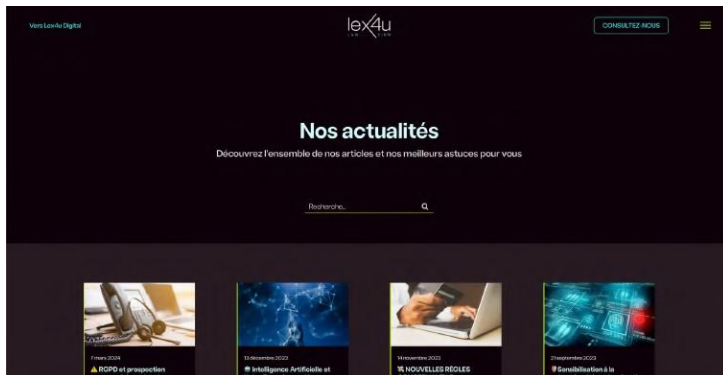 Vers Lex4u Digital
lex4u
LAW FIRM
CONSULTEZ-NOUS
Nos actualités
Découvrez l'ensemble de nos articles et nos meilleurs astuces pour vous
Recherche...
7 mars 2024
⚠ RGPD et prospection
13 décembre 2023
Intelligence Artificielle et
14 novembre 2023
NOUVELLES RÈGLES
21 septembre 2023
Sensibilisation à la